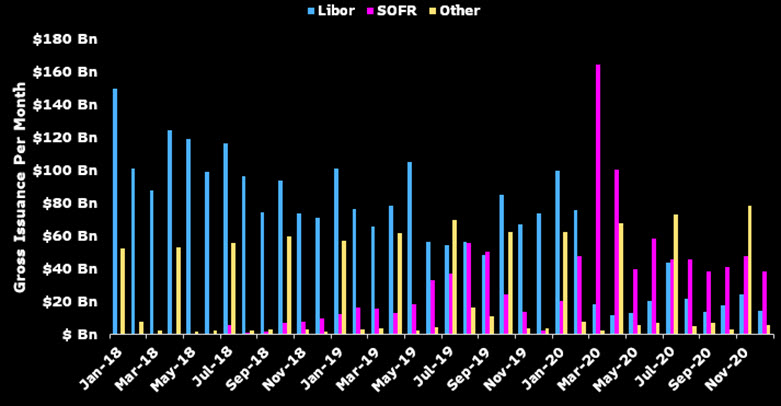 Libor SOFR Other
$180 Bn
$160 Bn
$140 Bn
$120 Bn
$100 Bn
$80 Bn
$60 Bn
$40 Bn
$20 Bn
$ Bn
Gross Issuance Per Month
Jan-18 Mar-18 May-18 Jul-18 Sep-18 Nov-18 Jan-19 Mar-19 May-19 Jul-19 Sep-19 Nov-19 Jan-20 Mar-20 May-20 Jul-20 Sep-20 Nov-20